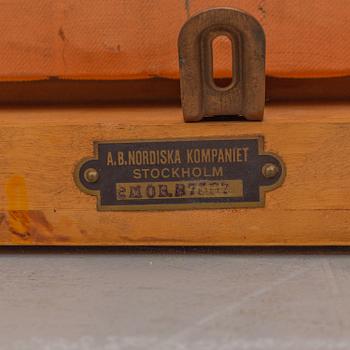 A.B. NORDISKA KOMPANIET
STOCKHOLM